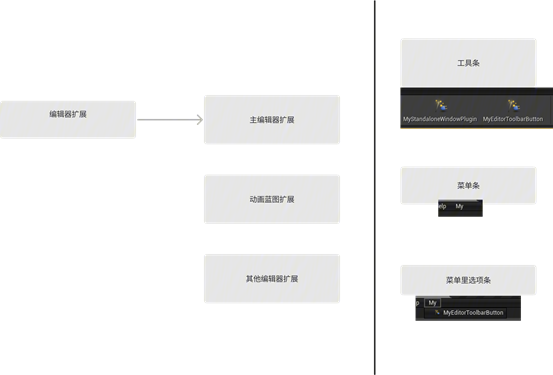 编辑器扩展
主编辑器扩展
动画蓝图扩展
其他编辑器扩展
工具条
MyStandaloneWindowPlugin MyEditorToolbarButton
菜单条
elp My
菜单里选项条
p My
MyEditorToolbarButton